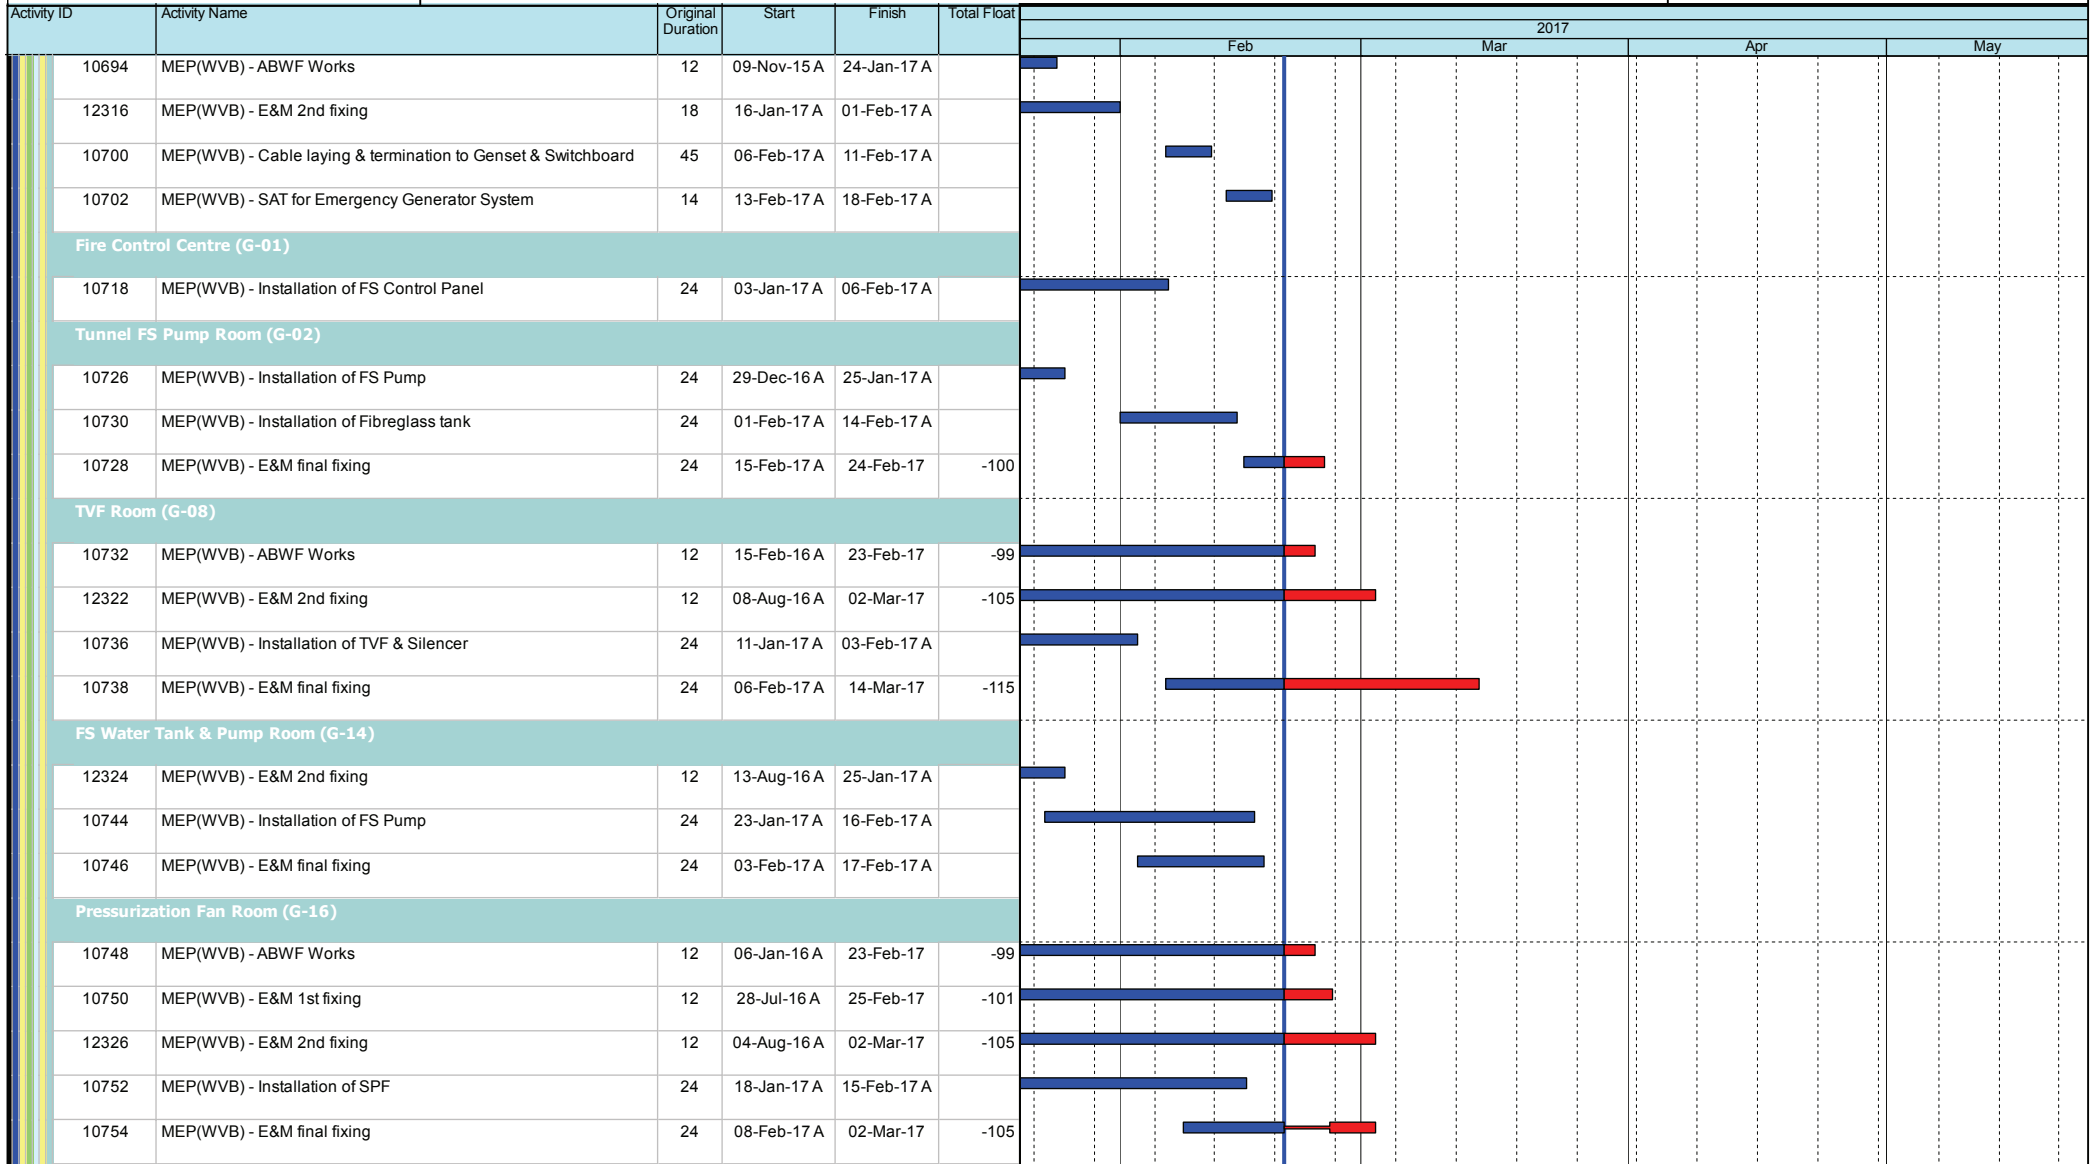 Activity ID Activity Name Original Duration Start Finish Total Float
2017
Feb Mar Apr May
10694 MEP(WVB) - ABWF Works 12 09-Nov-15 A 24-Jan-17 A
12316 MEP(WVB) - E&M 2nd fixing 18 16-Jan-17 A 01-Feb-17 A
10700 MEP(WVB) - Cable laying & termination to Genset & Switchboard 45 06-Feb-17 A 11-Feb-17 A
10702 MEP(WVB) - SAT for Emergency Generator System 14 13-Feb-17 A 18-Feb-17 A
Fire Control Centre (G-01)
10718 MEP(WVB) - Installation of FS Control Panel 24 03-Jan-17 A 06-Feb-17 A
Tunnel FS Pump Room (G-02)
10726 MEP(WVB) - Installation of FS Pump 24 29-Dec-16 A 25-Jan-17 A
10730 MEP(WVB) - Installation of Fibreglass tank 24 01-Feb-17 A 14-Feb-17 A
10728 MEP(WVB) - E&M final fixing 24 15-Feb-17 A 24-Feb-17 -100
TVF Room (G-08)
10732 MEP(WVB) - ABWF Works 12 15-Feb-16 A 23-Feb-17 -99
12322 MEP(WVB) - E&M 2nd fixing 12 08-Aug-16 A 02-Mar-17 -105
10736 MEP(WVB) - Installation of TVF & Silencer 24 11-Jan-17 A 03-Feb-17 A
10738 MEP(WVB) - E&M final fixing 24 06-Feb-17 A 14-Mar-17 -115
FS Water Tank & Pump Room (G-14)
12324 MEP(WVB) - E&M 2nd fixing 12 13-Aug-16 A 25-Jan-17 A
10744 MEP(WVB) - Installation of FS Pump 24 23-Jan-17 A 16-Feb-17 A
10746 MEP(WVB) - E&M final fixing 24 03-Feb-17 A 17-Feb-17 A
Pressurization Fan Room (G-16)
10748 MEP(WVB) - ABWF Works 12 06-Jan-16 A 23-Feb-17 -99
10750 MEP(WVB) - E&M 1st fixing 12 28-Jul-16 A 25-Feb-17 -101
12326 MEP(WVB) - E&M 2nd fixing 12 04-Aug-16 A 02-Mar-17 -105
10752 MEP(WVB) - Installation of SPF 24 18-Jan-17 A 15-Feb-17 A
10754 MEP(WVB) - E&M final fixing 24 08-Feb-17 A 02-Mar-17 -105